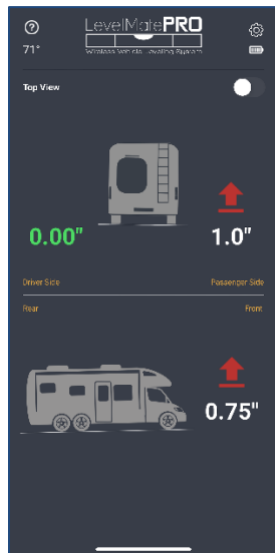 LevelMatePRO
Wireless Vehicle Leveling System
71°
Top View
0.00"
1.0"
Driver Side
Passenger Side
Rear
Front
0.75"